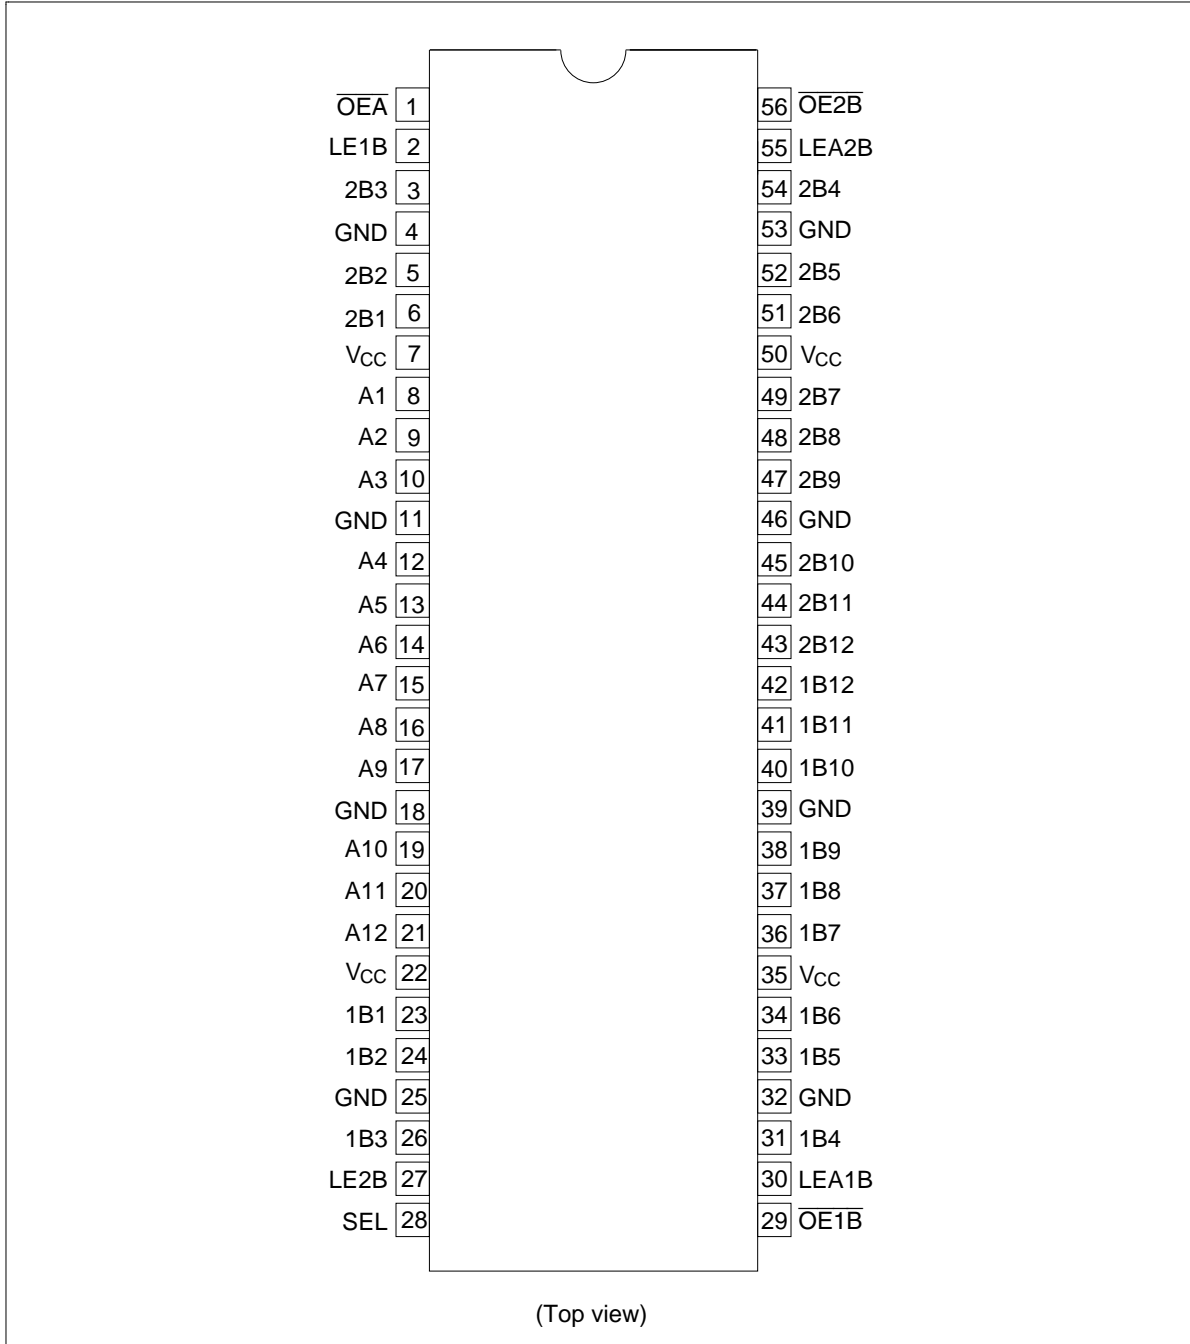 O̅E̅A̅ 1 56 O̅E̅2̅B̅
LE1B 2 55 LEA2B
2B3 3 54 2B4
GND 4 53 GND
2B2 5 52 2B5
2B1 6 51 2B6
VCC 7 50 VCC
A1 8 49 2B7
A2 9 48 2B8
A3 10 47 2B9
GND 11 46 GND
A4 12 45 2B10
A5 13 44 2B11
A6 14 43 2B12
A7 15 42 1B12
A8 16 41 1B11
A9 17 40 1B10
GND 18 39 GND
A10 19 38 1B9
A11 20 37 1B8
A12 21 36 1B7
VCC 22 35 VCC
1B1 23 34 1B6
1B2 24 33 1B5
GND 25 32 GND
1B3 26 31 1B4
LE2B 27 30 LEA1B
SEL 28 29 O̅E̅1̅B̅
(Top view)